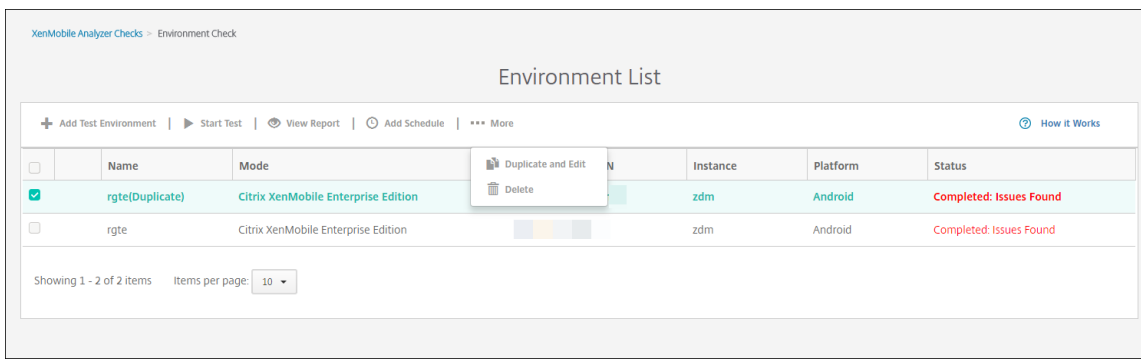 XenMobile Analyzer Checks > Environment Check
Environment List
Add Test Environment | Start Test | View Report | Add Schedule | More
How it Works
Name Mode N Instance Platform Status
Duplicate and Edit
Delete
rgte(Duplicate) Citrix XenMobile Enterprise Edition zdm Android Completed: Issues Found
rgte Citrix XenMobile Enterprise Edition zdm Android Completed: Issues Found
Showing 1 - 2 of 2 items Items per page: 10